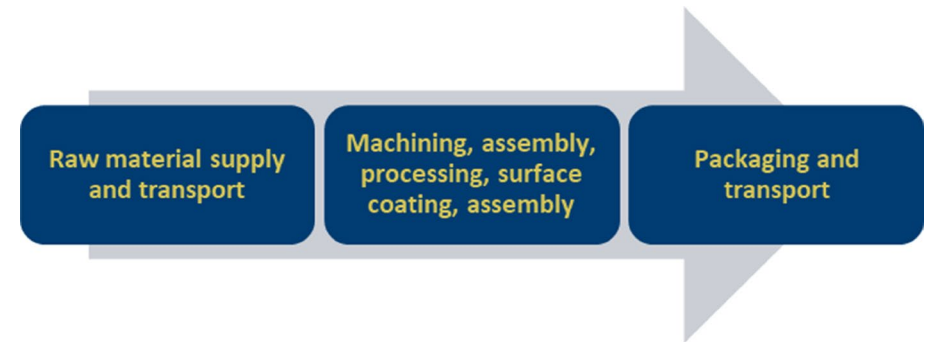 Raw material supply
and transport
Machining, assembly,
processing, surface
coating, assembly
Packaging and
transport